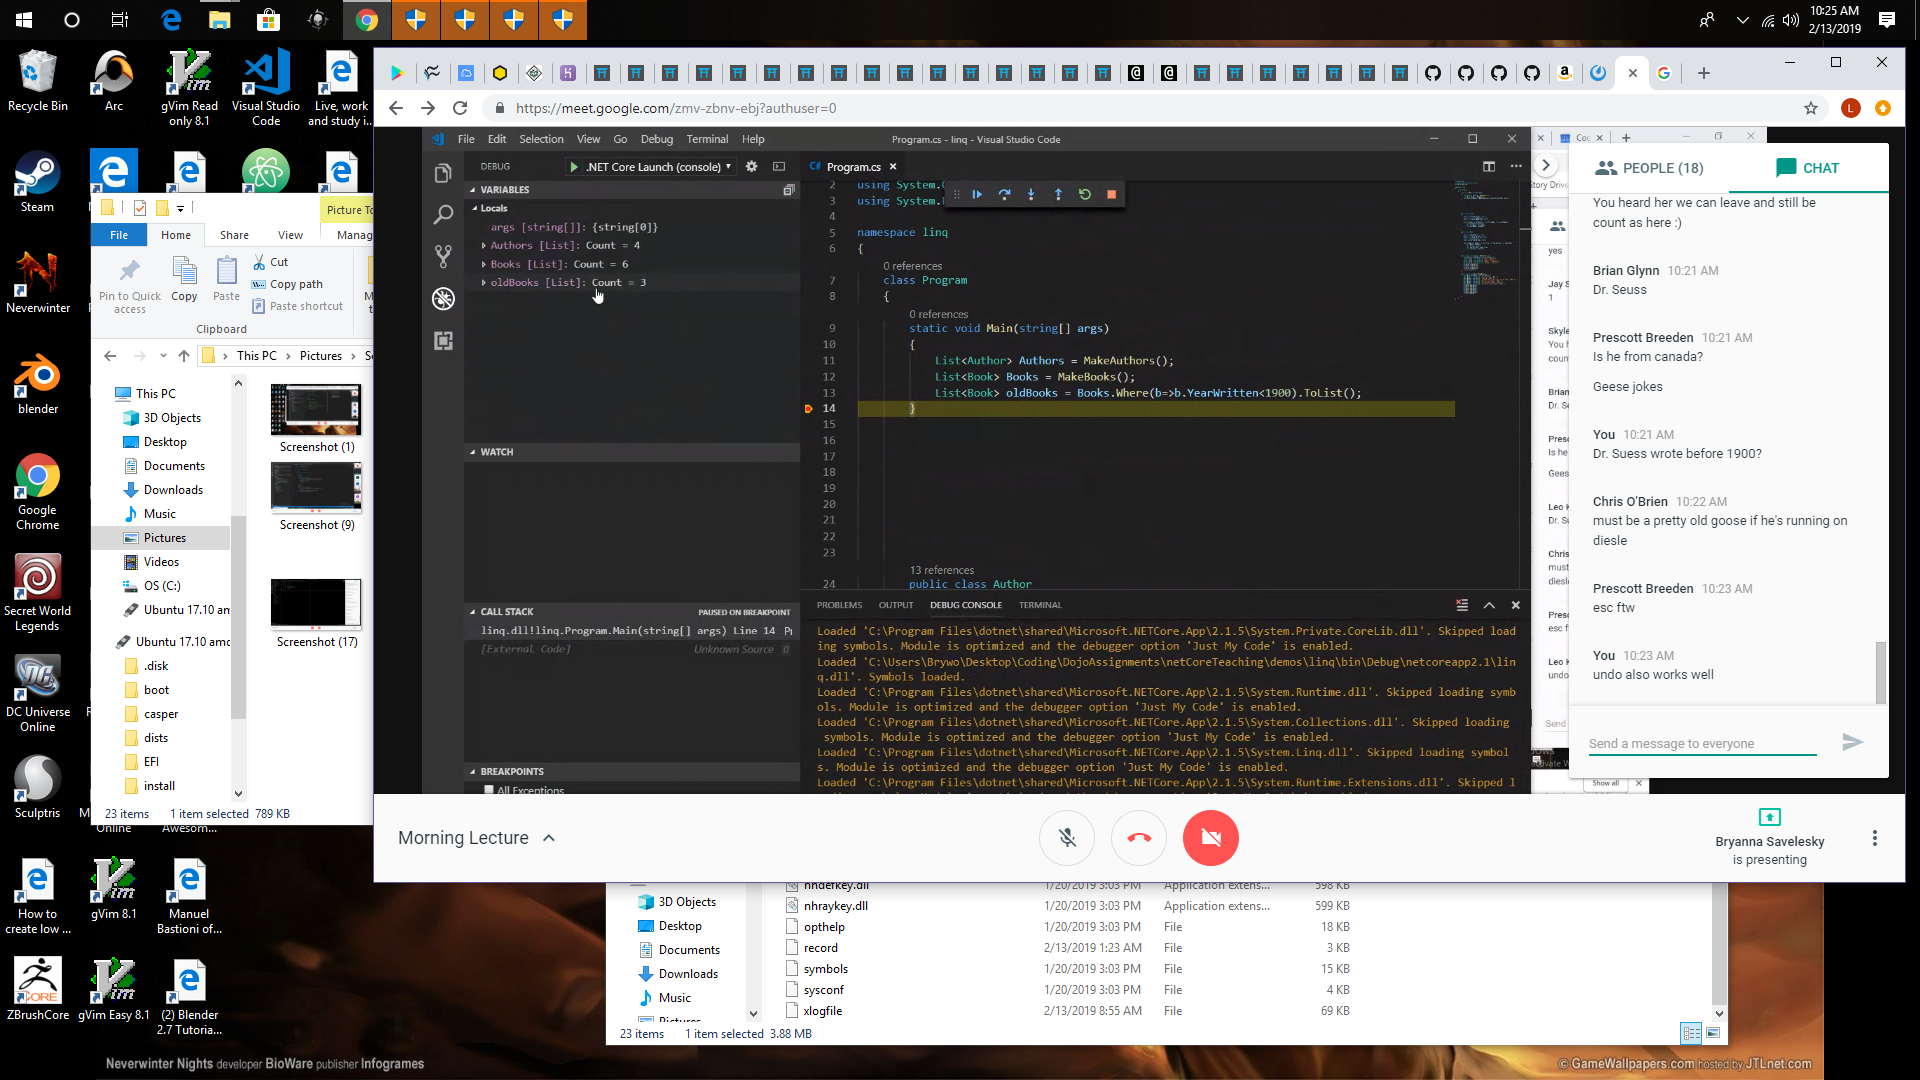 10:25 AM
2/13/2019
Recycle Bin
Arc
gVim Read
only 8.1
Visual Studio
Code
Live, work
and study i...
Steam
Neverwinter
blender
Google
Chrome
Secret World
Legends
DC Universe
Online
Sculptris
Online
Awesom...
How to
create low ...
gVim 8.1
Manuel
Bastioni of...
ZBrushCore
gVim Easy 8.1
(2) Blender
2.7 Tutoria...
Picture To
File
Home
Share
View
Manag
Pin to Quick
access
Copy
Paste
Cut
Copy path
Paste shortcut
Clipboard
This PC
Pictures
This PC
3D Objects
Desktop
Documents
Downloads
Music
Pictures
Videos
OS (C:)
Ubuntu 17.10 am
Ubuntu 17.10 amd
.disk
boot
casper
dists
EFI
install
Screenshot (1)
Screenshot (9)
Screenshot (17)
23 items 1 item selected 789 KB
https://meet.google.com/zmv-zbnv-ebj?authuser=0
File Edit Selection View Go Debug Terminal Help
Program.cs - linq - Visual Studio Code
DEBUG
.NET Core Launch (console)
VARIABLES
Locals
args [string[]]: {string[0]}
Authors [List]: Count = 4
Books [List]: Count = 6
oldBooks [List]: Count = 3
WATCH
CALL STACK PAUSED ON BREAKPOINT
linq.dll!linq.Program.Main(string[] args) Line 14
[External Code] Unknown Source 0
BREAKPOINTS
All Exceptions
C# Program.cs
2 using System.
3 using System.
4
5 namespace linq
6 {
0 references
7 class Program
8 {
0 references
9 static void Main(string[] args)
10 {
11 List<Author> Authors = MakeAuthors();
12 List<Book> Books = MakeBooks();
13 List<Book> oldBooks = Books.Where(b=>b.YearWritten<1900).ToList();
14 }
15
16
17
18
19
20
21
22
23
13 references
24 public class Author
PROBLEMS OUTPUT DEBUG CONSOLE TERMINAL
Loaded 'C:\Program Files\dotnet\shared\Microsoft.NETCore.App\2.1.5\System.Private.CoreLib.dll'. Skipped load
ing symbols. Module is optimized and the debugger option 'Just My Code' is enabled.
Loaded 'C:\Users\Brywo\Desktop\Coding\DojoAssignments\netCoreTeaching\demos\linq\bin\Debug\netcoreapp2.1\lin
q.dll'. Symbols loaded.
Loaded 'C:\Program Files\dotnet\shared\Microsoft.NETCore.App\2.1.5\System.Runtime.dll'. Skipped loading symb
ols. Module is optimized and the debugger option 'Just My Code' is enabled.
Loaded 'C:\Program Files\dotnet\shared\Microsoft.NETCore.App\2.1.5\System.Collections.dll'. Skipped loading
symbols. Module is optimized and the debugger option 'Just My Code' is enabled.
Loaded 'C:\Program Files\dotnet\shared\Microsoft.NETCore.App\2.1.5\System.Linq.dll'. Skipped loading symbol
s. Module is optimized and the debugger option 'Just My Code' is enabled.
Loaded 'C:\Program Files\dotnet\shared\Microsoft.NETCore.App\2.1.5\System.Runtime.Extensions.dll'. Skipped l
PEOPLE (18)
CHAT
You heard her we can leave and still be
count as here :)
Brian Glynn 10:21 AM
Dr. Seuss
Prescott Breeden 10:21 AM
Is he from canada?
Geese jokes
You 10:21 AM
Dr. Suess wrote before 1900?
Chris O'Brien 10:22 AM
must be a pretty old goose if he's running on
diesle
Prescott Breeden 10:23 AM
esc ftw
You 10:23 AM
undo also works well
Send a message to everyone
Show all
Morning Lecture
Bryanna Savelesky
is presenting
3D Objects
Desktop
Documents
Downloads
Music
Pictures
nhdefkey.dll 1/20/2019 3:03 PM Application extens... 598 KB
nhraykey.dll 1/20/2019 3:03 PM Application extens... 599 KB
opthelp 1/20/2019 3:03 PM File 18 KB
record 2/13/2019 1:23 AM File 3 KB
symbols 1/20/2019 3:03 PM File 15 KB
sysconf 1/20/2019 3:03 PM File 4 KB
xlogfile 2/13/2019 8:55 AM File 69 KB
23 items 1 item selected 3.88 MB
Neverwinter Nights developer BioWare publisher Infogrames
© GameWallpapers.com hosted by JTLnet.com